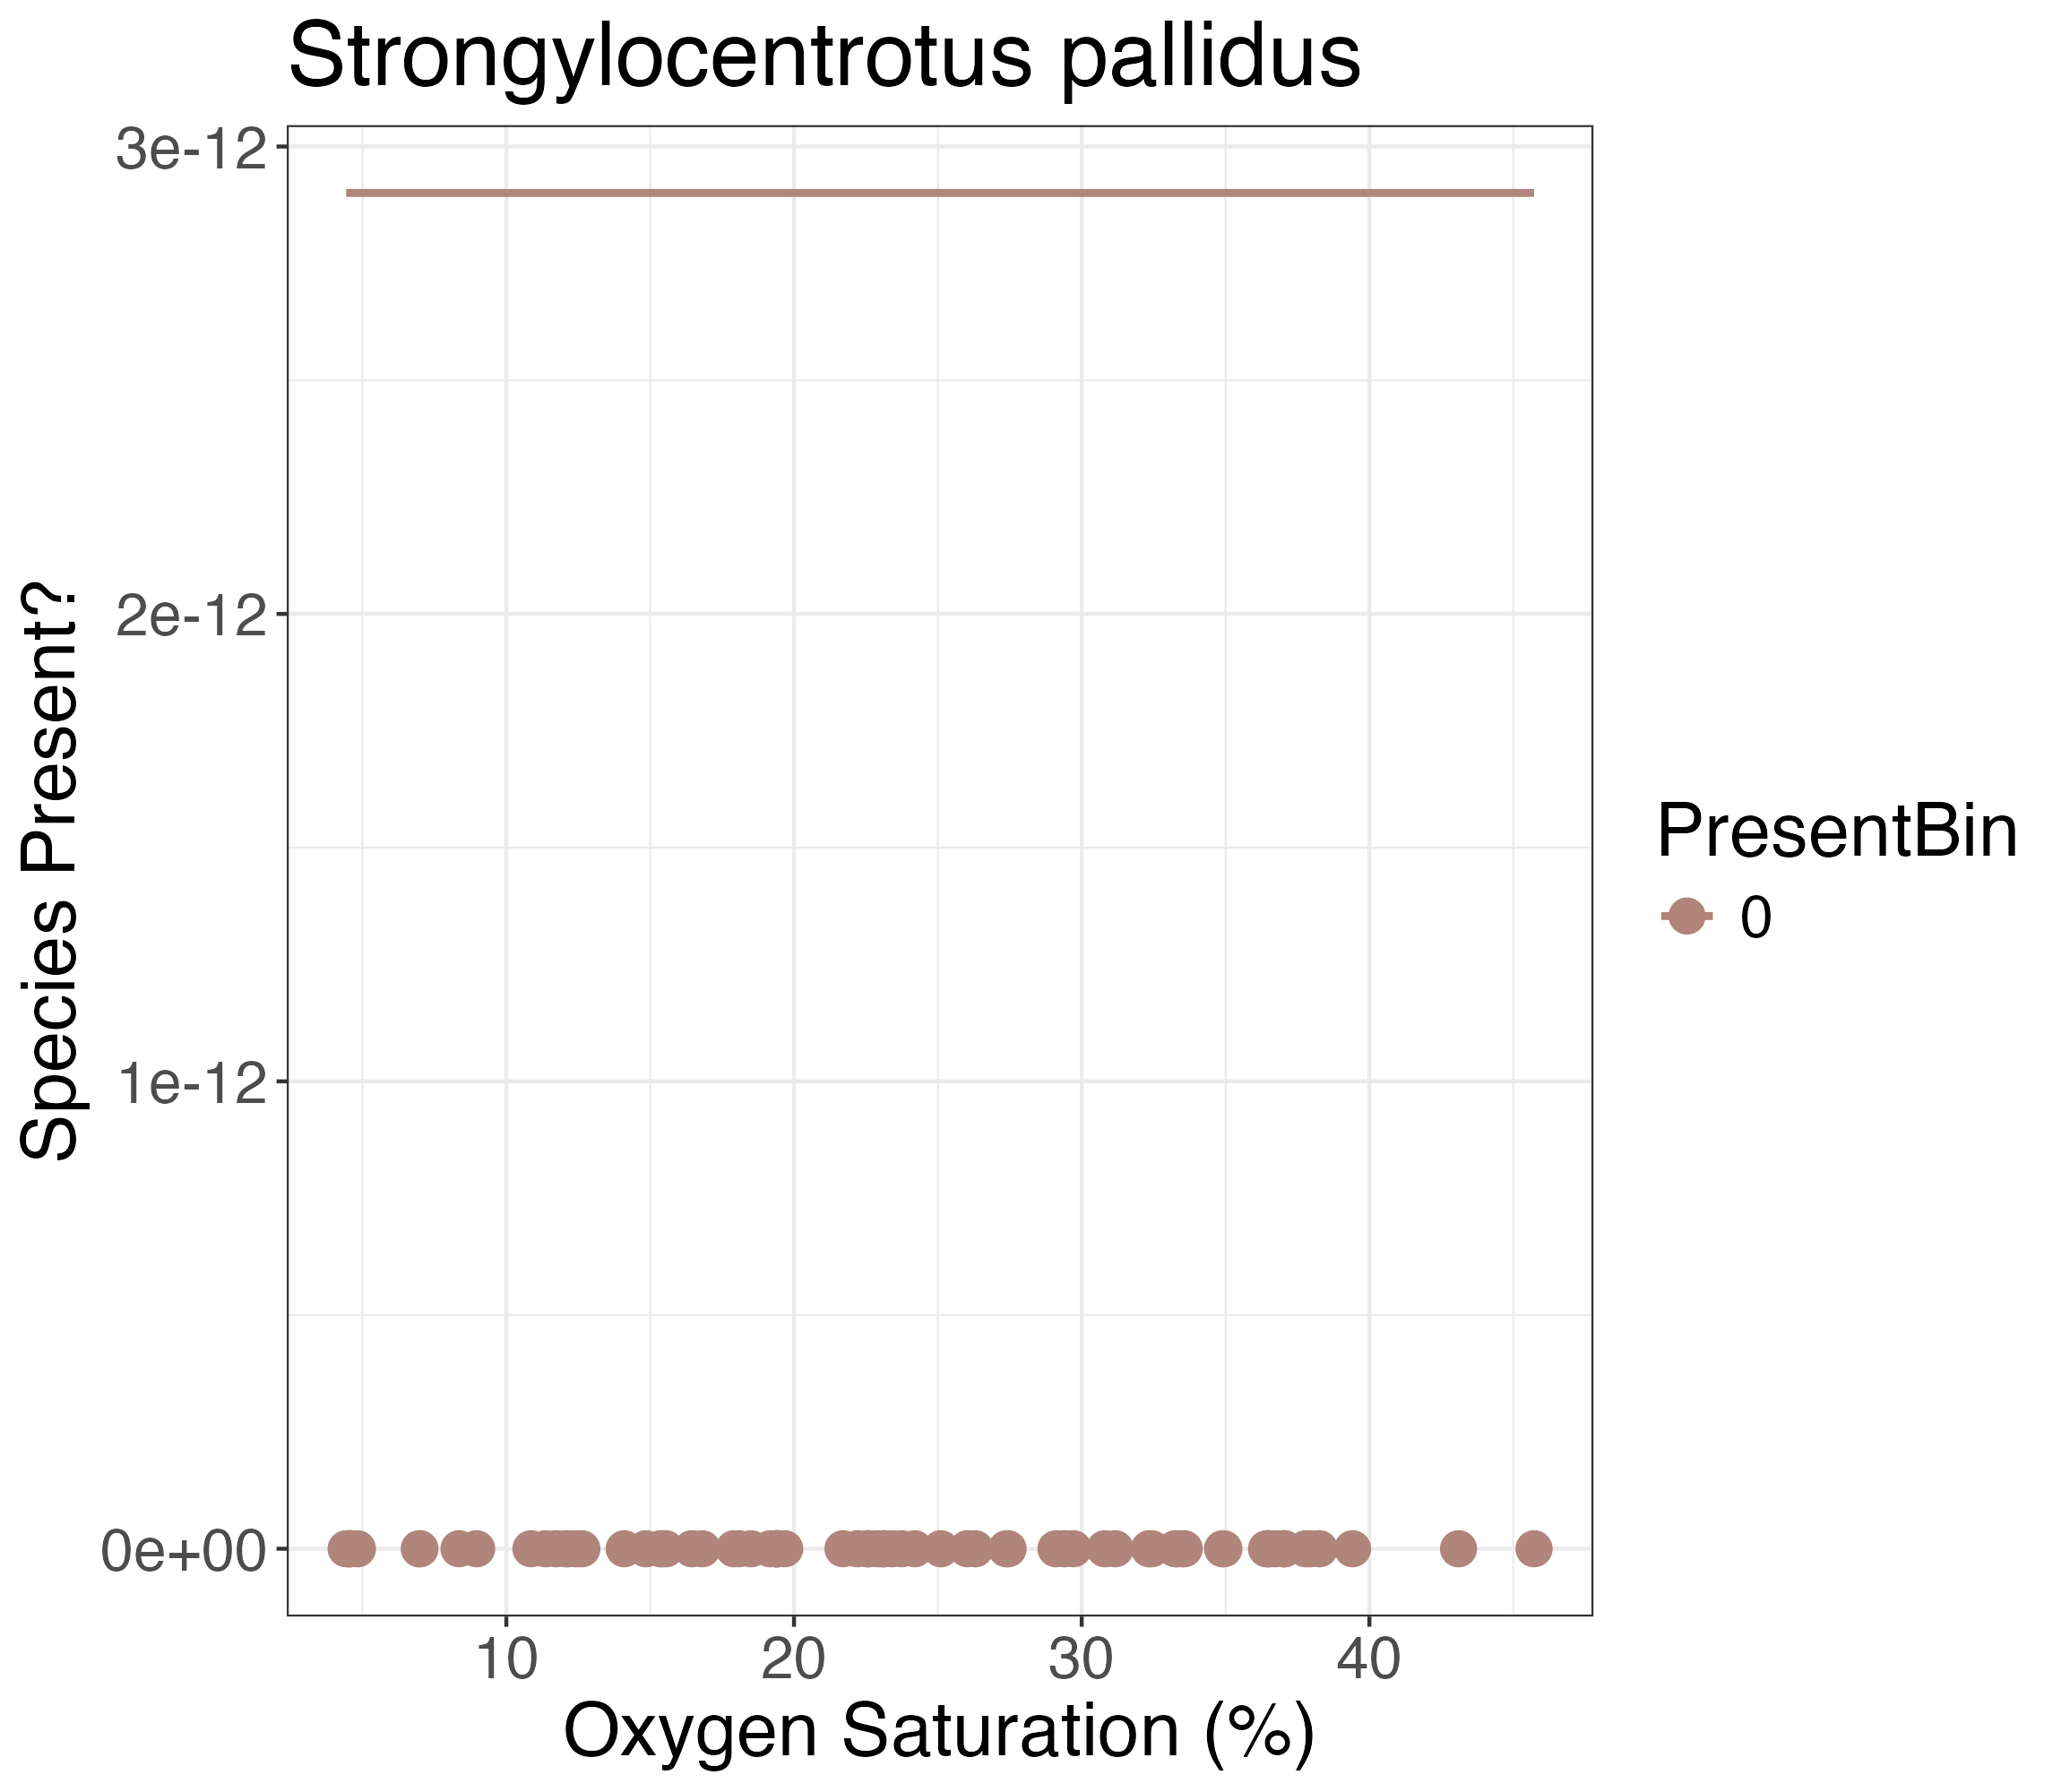 Strongylocentrotus pallidus
3e-12
2e-12
1e-12
0e+00
Species Present?
10 20 30 40
Oxygen Saturation (%)
PresentBin
0